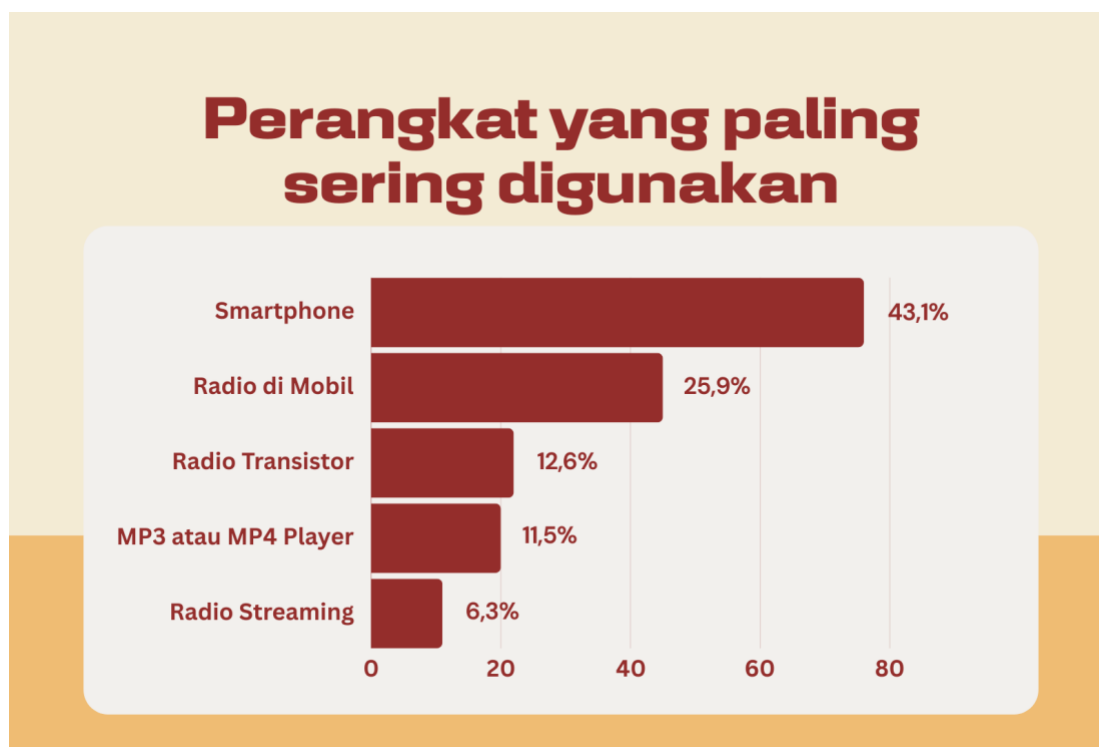 Perangkat yang paling
sering digunakan
Smartphone 43,1%
Radio di Mobil 25,9%
Radio Transistor 12,6%
MP3 atau MP4 Player 11,5%
Radio Streaming 6,3%
0 20 40 60 80